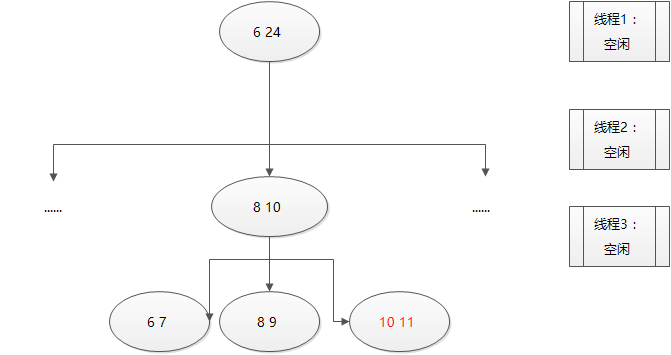 6 24
线程1：
空闲
线程2：
空闲
......
8 10
......
线程3：
空闲
6 7
8 9
10 11